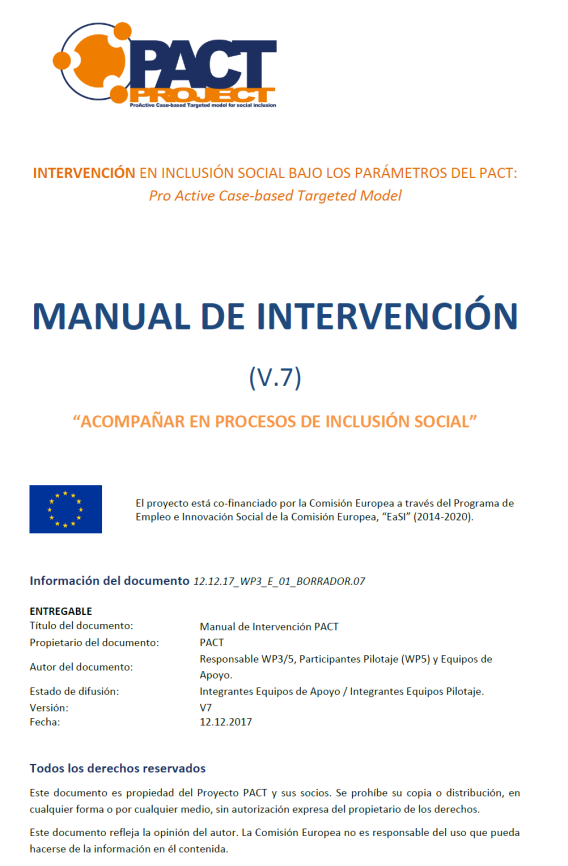 PACT
PROJECT
ProActive Case-based Targeted model for social inclusion
INTERVENCIÓN EN INCLUSIÓN SOCIAL BAJO LOS PARÁMETROS DEL PACT:
Pro Active Case-based Targeted Model
MANUAL DE INTERVENCIÓN
(V.7)
“ACOMPAÑAR EN PROCESOS DE INCLUSIÓN SOCIAL”
El proyecto está co-financiado por la Comisión Europea a través del Programa de
Empleo e Innovación Social de la Comisión Europea, “EaSI” (2014-2020).
Información del documento 12.12.17_WP3_E_01_BORRADOR.07
ENTREGABLE
Título del documento: Manual de Intervención PACT
Propietario del documento: PACT
Autor del documento: Responsable WP3/5, Participantes Pilotaje (WP5) y Equipos de
Apoyo.
Estado de difusión: Integrantes Equipos de Apoyo / Integrantes Equipos Pilotaje.
Versión: V7
Fecha: 12.12.2017
Todos los derechos reservados
Este documento es propiedad del Proyecto PACT y sus socios. Se prohíbe su copia o distribución, en
cualquier forma o por cualquier medio, sin autorización expresa del propietario de los derechos.
Este documento refleja la opinión del autor. La Comisión Europea no es responsable del uso que pueda
hacerse de la información en él contenida.